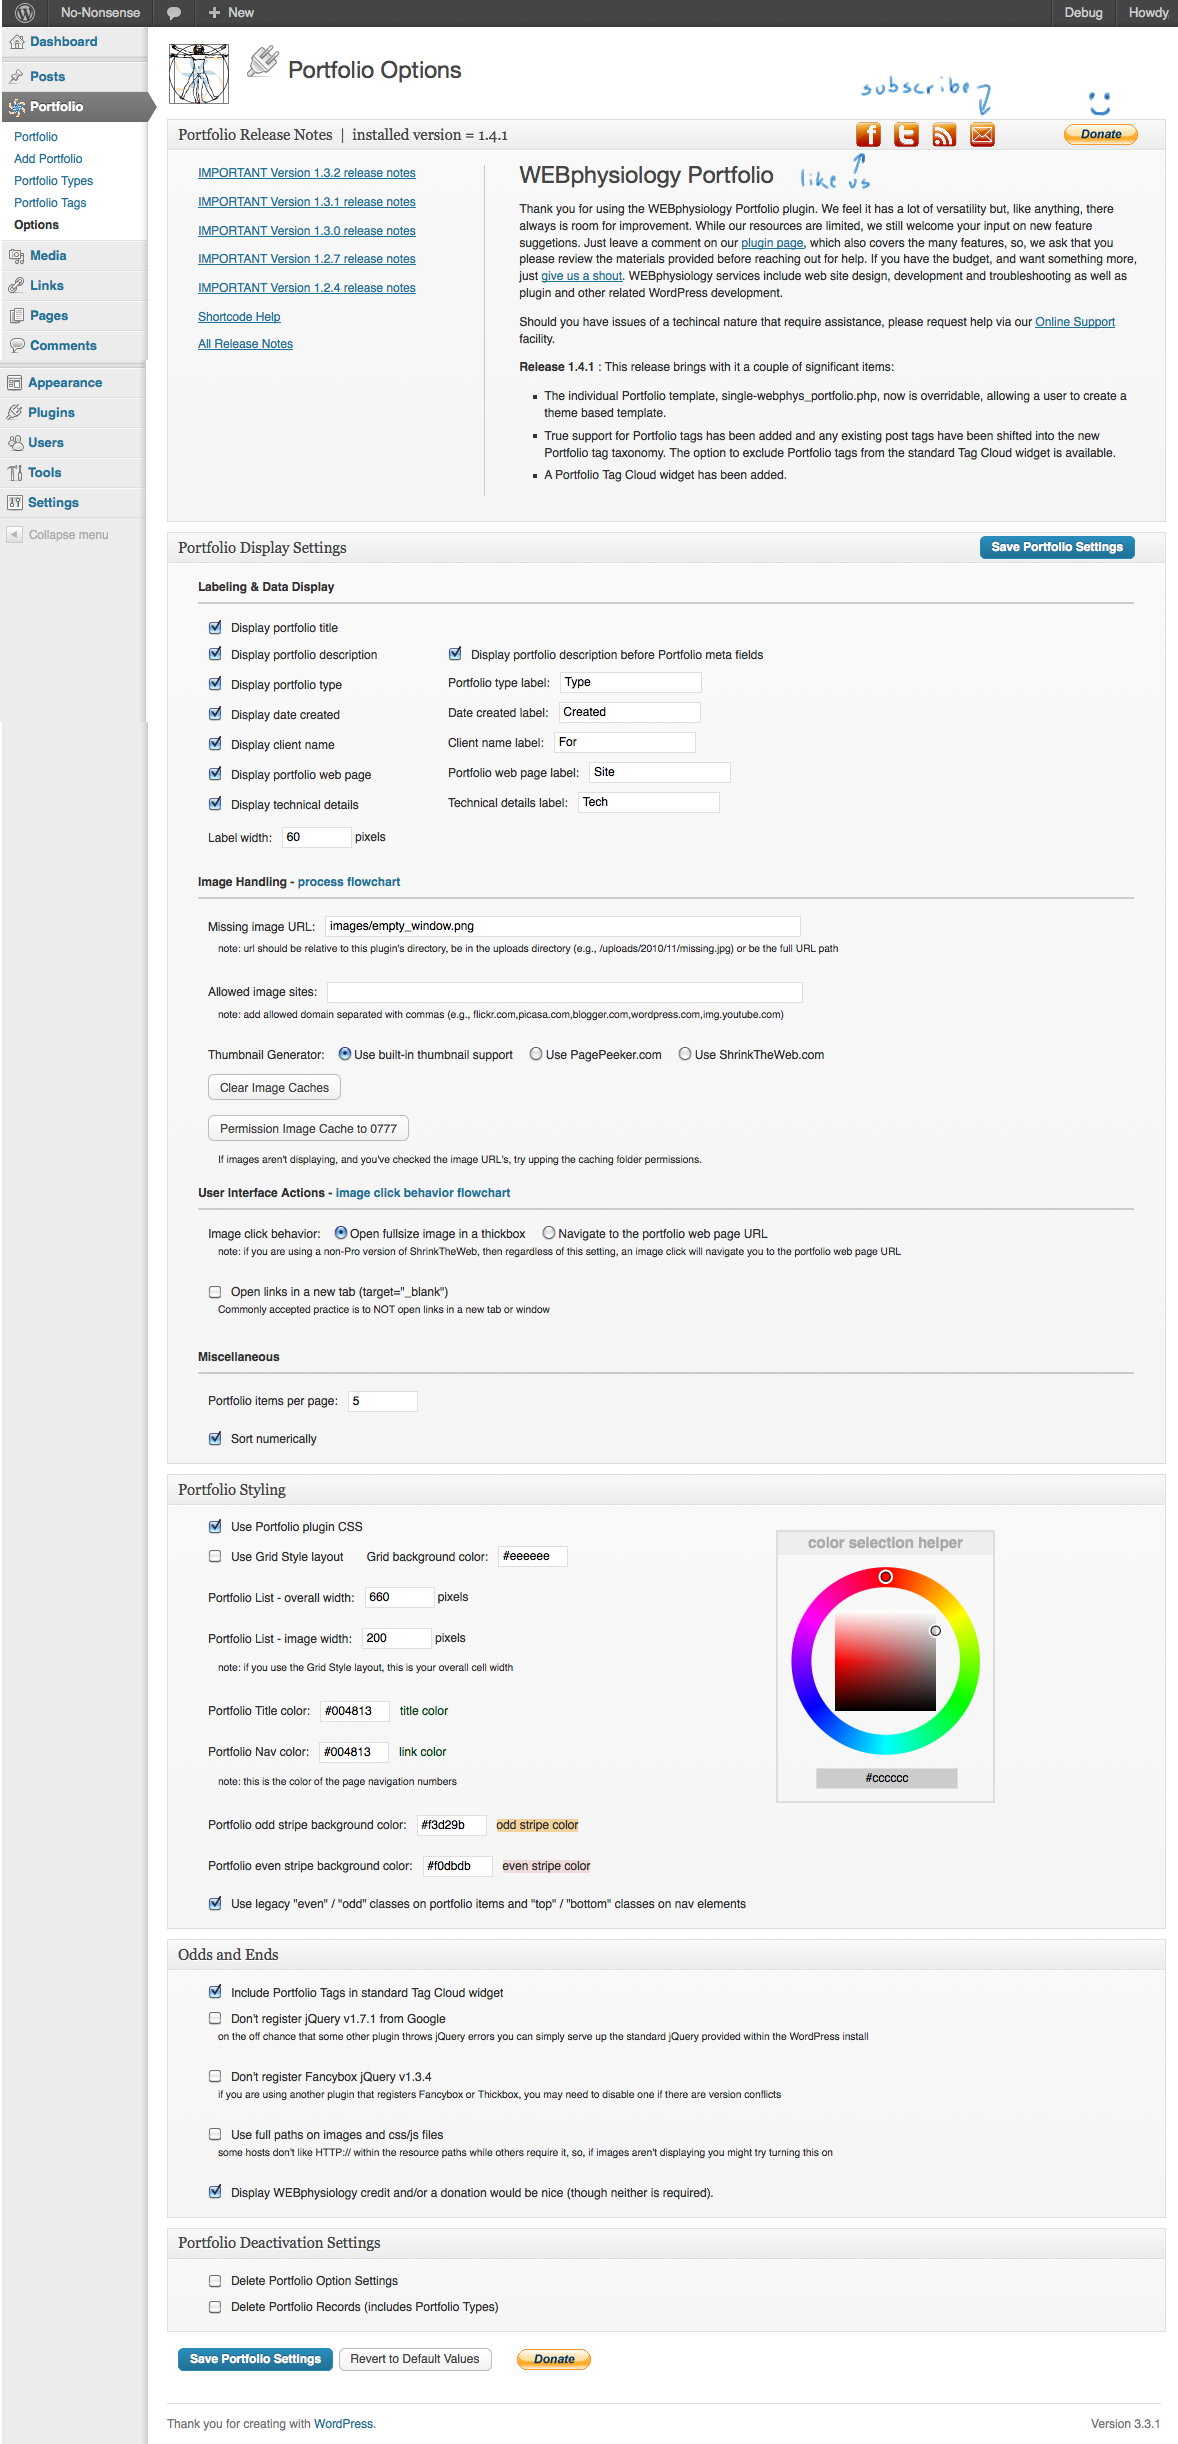 No-Nonsense
New
Debug
Howdy
Dashboard
Posts
Portfolio
Portfolio
Add Portfolio
Portfolio Types
Portfolio Tags
Options
Media
Links
Pages
Comments
Appearance
Plugins
Users
Tools
Settings
Collapse menu
Portfolio Options
subscribe
Portfolio Release Notes | installed version = 1.4.1
Donate
like us
IMPORTANT Version 1.3.2 release notes
IMPORTANT Version 1.3.1 release notes
IMPORTANT Version 1.3.0 release notes
IMPORTANT Version 1.2.7 release notes
IMPORTANT Version 1.2.4 release notes
Shortcode Help
All Release Notes
WEBphysiology Portfolio
Thank you for using the WEBphysiology Portfolio plugin. We feel it has a lot of versatility but, like anything, there
always is room for improvement. While our resources are limited, we still welcome your input on new feature
suggetions. Just leave a comment on our plugin page, which also covers the many features, so, we ask that you
please review the materials provided before reaching out for help. If you have the budget, and want something more,
just give us a shout. WEBphysiology services include web site design, development and troubleshooting as well as
plugin and other related WordPress development.
Should you have issues of a techincal nature that require assistance, please request help via our Online Support
facility.
Release 1.4.1 : This release brings with it a couple of significant items:
The individual Portfolio template, single-webphys_portfolio.php, now is overridable, allowing a user to create a
theme based template.
True support for Portfolio tags has been added and any existing post tags have been shifted into the new
Portfolio tag taxonomy. The option to exclude Portfolio tags from the standard Tag Cloud widget is available.
A Portfolio Tag Cloud widget has been added.
Portfolio Display Settings
Save Portfolio Settings
Labeling & Data Display
Display portfolio title
Display portfolio description
Display portfolio description before Portfolio meta fields
Display portfolio type
Portfolio type label: Type
Display date created
Date created label: Created
Display client name
Client name label: For
Display portfolio web page
Portfolio web page label: Site
Display technical details
Technical details label: Tech
Label width: 60 pixels
Image Handling - process flowchart
Missing image URL: images/empty_window.png
note: url should be relative to this plugin's directory, be in the uploads directory (e.g., /uploads/2010/11/missing.jpg) or be the full URL path
Allowed image sites:
note: add allowed domain separated with commas (e.g., flickr.com,picasa.com,blogger.com,wordpress.com,img.youtube.com)
Thumbnail Generator: Use built-in thumbnail support Use PagePeeker.com Use ShrinkTheWeb.com
Clear Image Caches
Permission Image Cache to 0777
If images aren't displaying, and you've checked the image URL's, try upping the caching folder permissions.
User Interface Actions - image click behavior flowchart
Image click behavior: Open fullsize image in a thickbox Navigate to the portfolio web page URL
note: if you are using a non-Pro version of ShrinkTheWeb, then regardless of this setting, an image click will navigate you to the portfolio web page URL
Open links in a new tab (target="_blank")
Commonly accepted practice is to NOT open links in a new tab or window
Miscellaneous
Portfolio items per page: 5
Sort numerically
Portfolio Styling
Use Portfolio plugin CSS
Use Grid Style layout Grid background color: #eeeeee
Portfolio List - overall width: 660 pixels
Portfolio List - image width: 200 pixels
note: if you use the Grid Style layout, this is your overall cell width
Portfolio Title color: #004813 title color
Portfolio Nav color: #004813 link color
note: this is the color of the page navigation numbers
Portfolio odd stripe background color: #f3d29b odd stripe color
Portfolio even stripe background color: #f0dbdb even stripe color
Use legacy "even" / "odd" classes on portfolio items and "top" / "bottom" classes on nav elements
color selection helper
#cccccc
Odds and Ends
Include Portfolio Tags in standard Tag Cloud widget
Don't register jQuery v1.7.1 from Google
on the off chance that some other plugin throws jQuery errors you can simply serve up the standard jQuery provided within the WordPress install
Don't register Fancybox jQuery v1.3.4
if you are using another plugin that registers Fancybox or Thickbox, you may need to disable one if there are version conflicts
Use full paths on images and css/js files
some hosts don't like HTTP:// within the resource paths while others require it, so, if images aren't displaying you might try turning this on
Display WEBphysiology credit and/or a donation would be nice (though neither is required).
Portfolio Deactivation Settings
Delete Portfolio Option Settings
Delete Portfolio Records (includes Portfolio Types)
Save Portfolio Settings
Revert to Default Values
Donate
Thank you for creating with WordPress.
Version 3.3.1